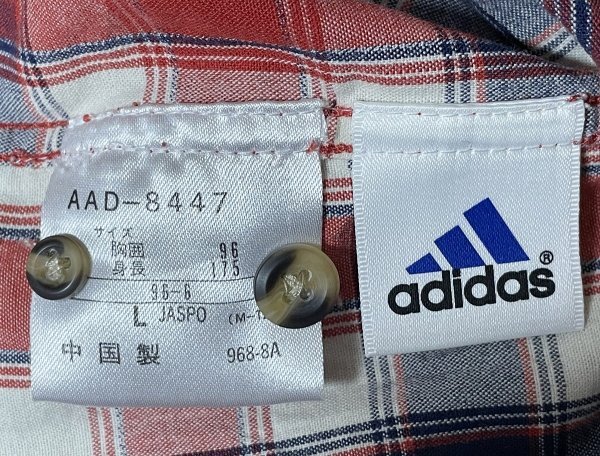 AAD-8447
サイズ
胸囲 96
身長 175
96-6
L JASPO (M-T
中国製 968-8A
adidas®